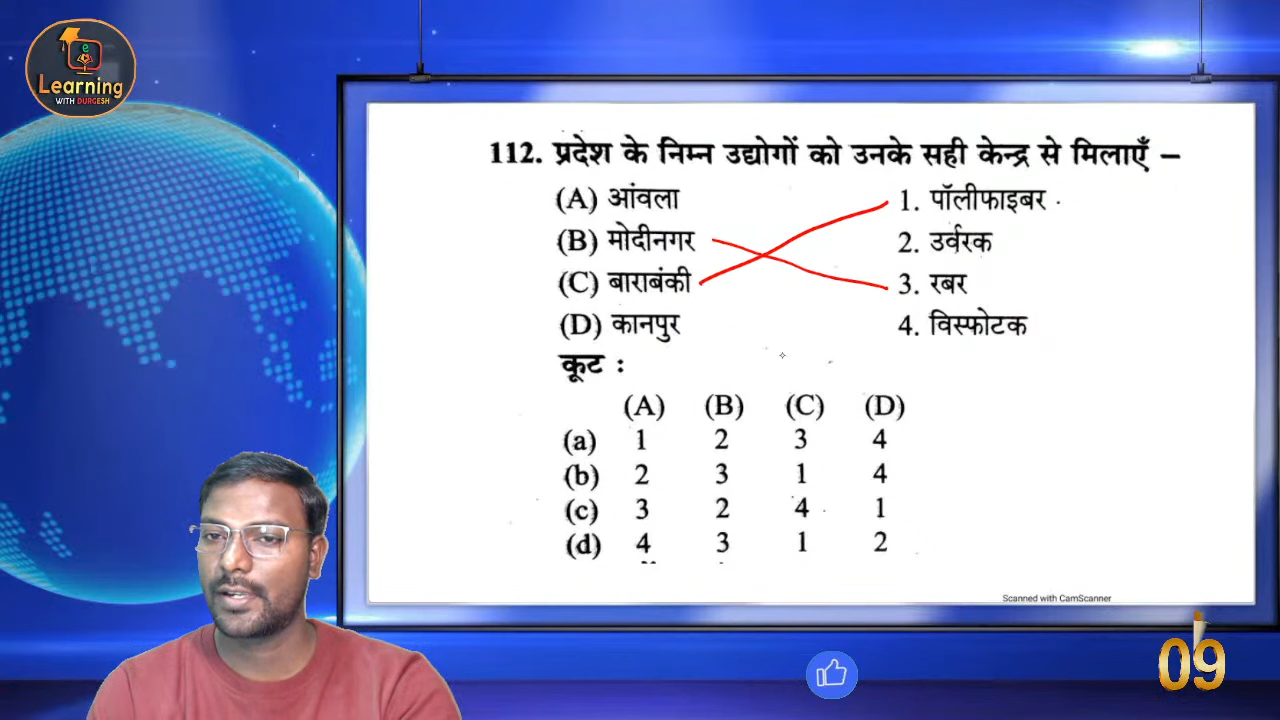 e
Learning
WITH DURGESH
112. प्रदेश के निम्न उद्योगों को उनके सही केन्द्र से मिलाएँ –
(A) आंवला 1. पॉलीफाइबर
(B) मोदीनगर 2. उर्वरक
(C) बाराबंकी 3. रबर
(D) कानपुर 4. विस्फोटक
कूट :
(A) (B) (C) (D)
(a) 1 2 3 4
(b) 2 3 1 4
(c) 3 2 4 1
(d) 4 3 1 2
Scanned with CamScanner
09